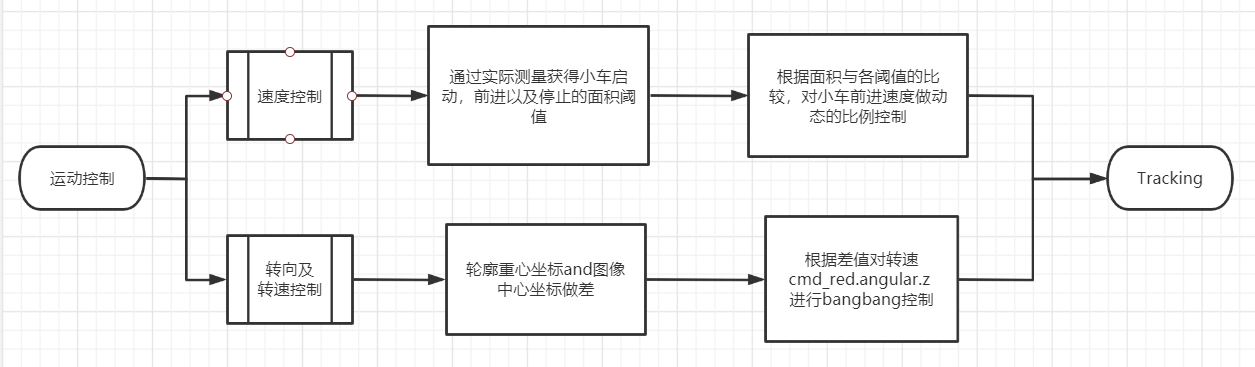 运动控制
速度控制
通过实际测量获得小车启
动，前进以及停止的面积阈
值
根据面积与各阈值的比
较，对小车前进速度做动
态的比例控制
转向及
转速控制
轮廓重心坐标and图像
中心坐标做差
根据差值对转速
cmd_red.angular.z
进行bangbang控制
Tracking